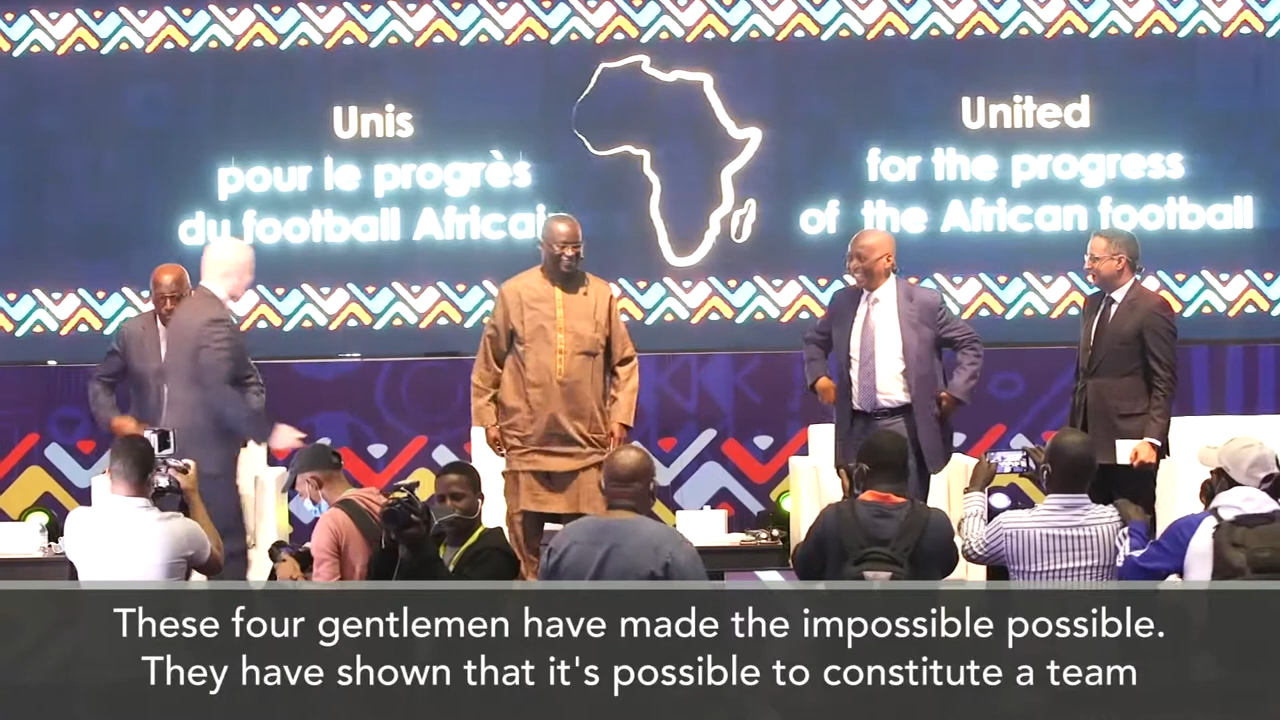 Unis
pour le progrès
du football Africain
United
for the progress
of the African football
These four gentlemen have made the impossible possible.
They have shown that it's possible to constitute a team